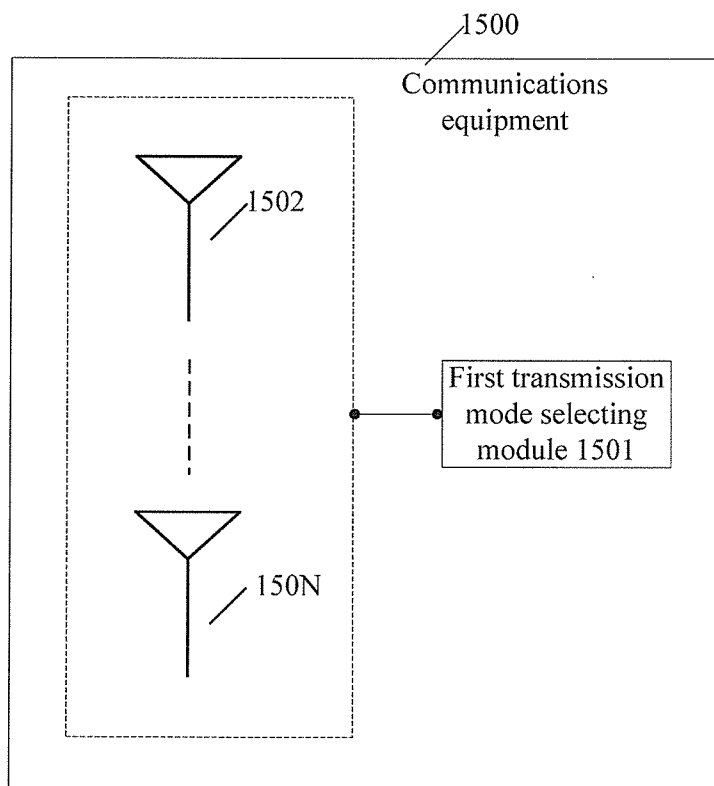 1500
Communications
equipment
1502
First transmission
mode selecting
module 1501
150N